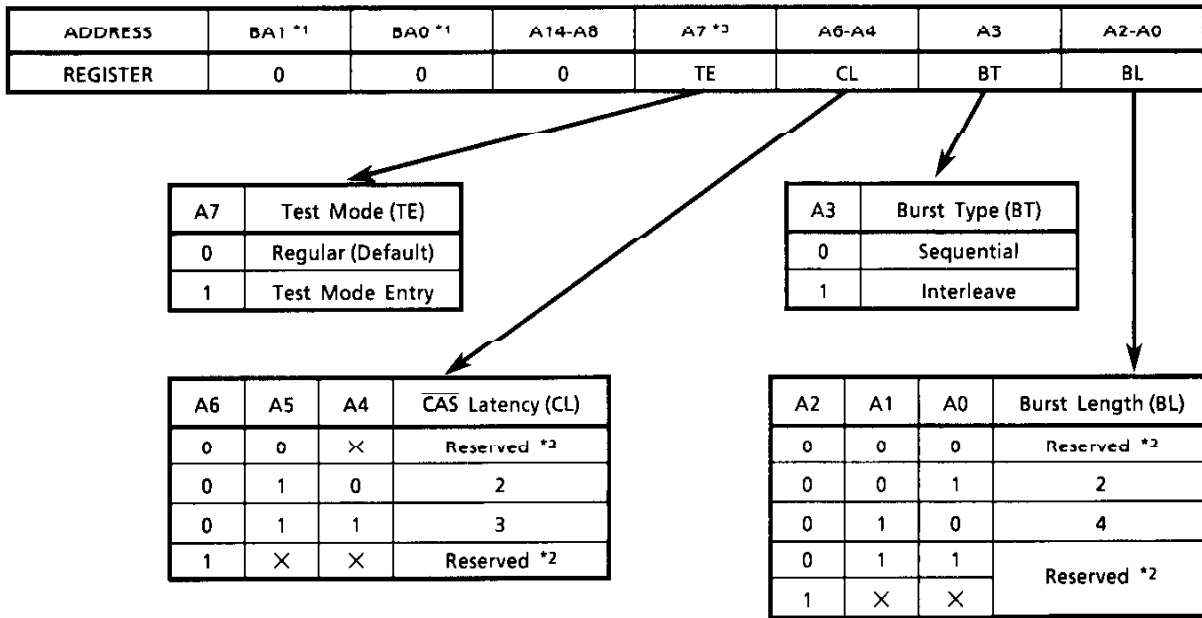 ADDRESS BA1 *1 BA0 *1 A14-A8 A7 *3 A6-A4 A3 A2-A0
REGISTER 0 0 0 TE CL BT BL
A7 Test Mode (TE)
0 Regular (Default)
1 Test Mode Entry
A3 Burst Type (BT)
0 Sequential
1 Interleave
A6 A5 A4 CAS Latency (CL)
0 0 × Reserved *2
0 1 0 2
0 1 1 3
1 × × Reserved *2
A2 A1 A0 Burst Length (BL)
0 0 0 Reserved *2
0 0 1 2
0 1 0 4
0 1 1 Reserved *2
1 × ×